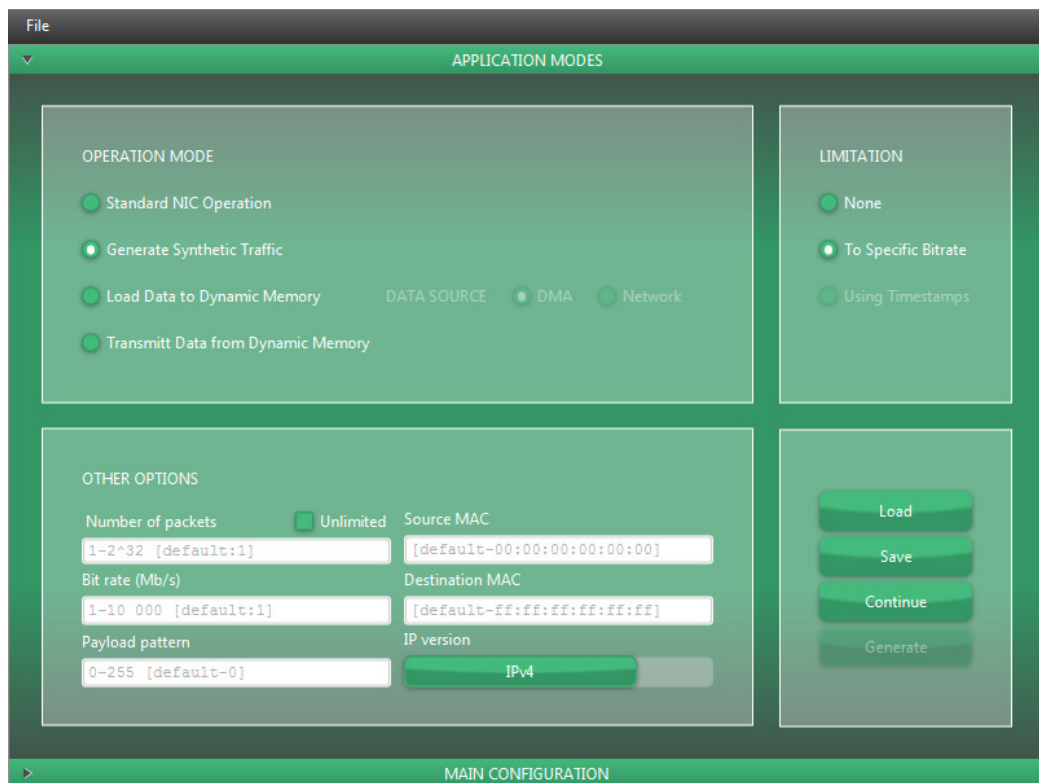 File
APPLICATION MODES
OPERATION MODE
Standard NIC Operation
Generate Synthetic Traffic
Load Data to Dynamic Memory DATA SOURCE DMA Network
Transmitt Data from Dynamic Memory
LIMITATION
None
To Specific Bitrate
Using Timestamps
OTHER OPTIONS
Number of packets Unlimited
1-2^32 [default:1]
Bit rate (Mb/s)
1-10 000 [default:1]
Payload pattern
0-255 [default-0]
Source MAC
[default-00:00:00:00:00:00]
Destination MAC
[default-ff:ff:ff:ff:ff:ff]
IP version
IPv4
Load
Save
Continue
Generate
MAIN CONFIGURATION